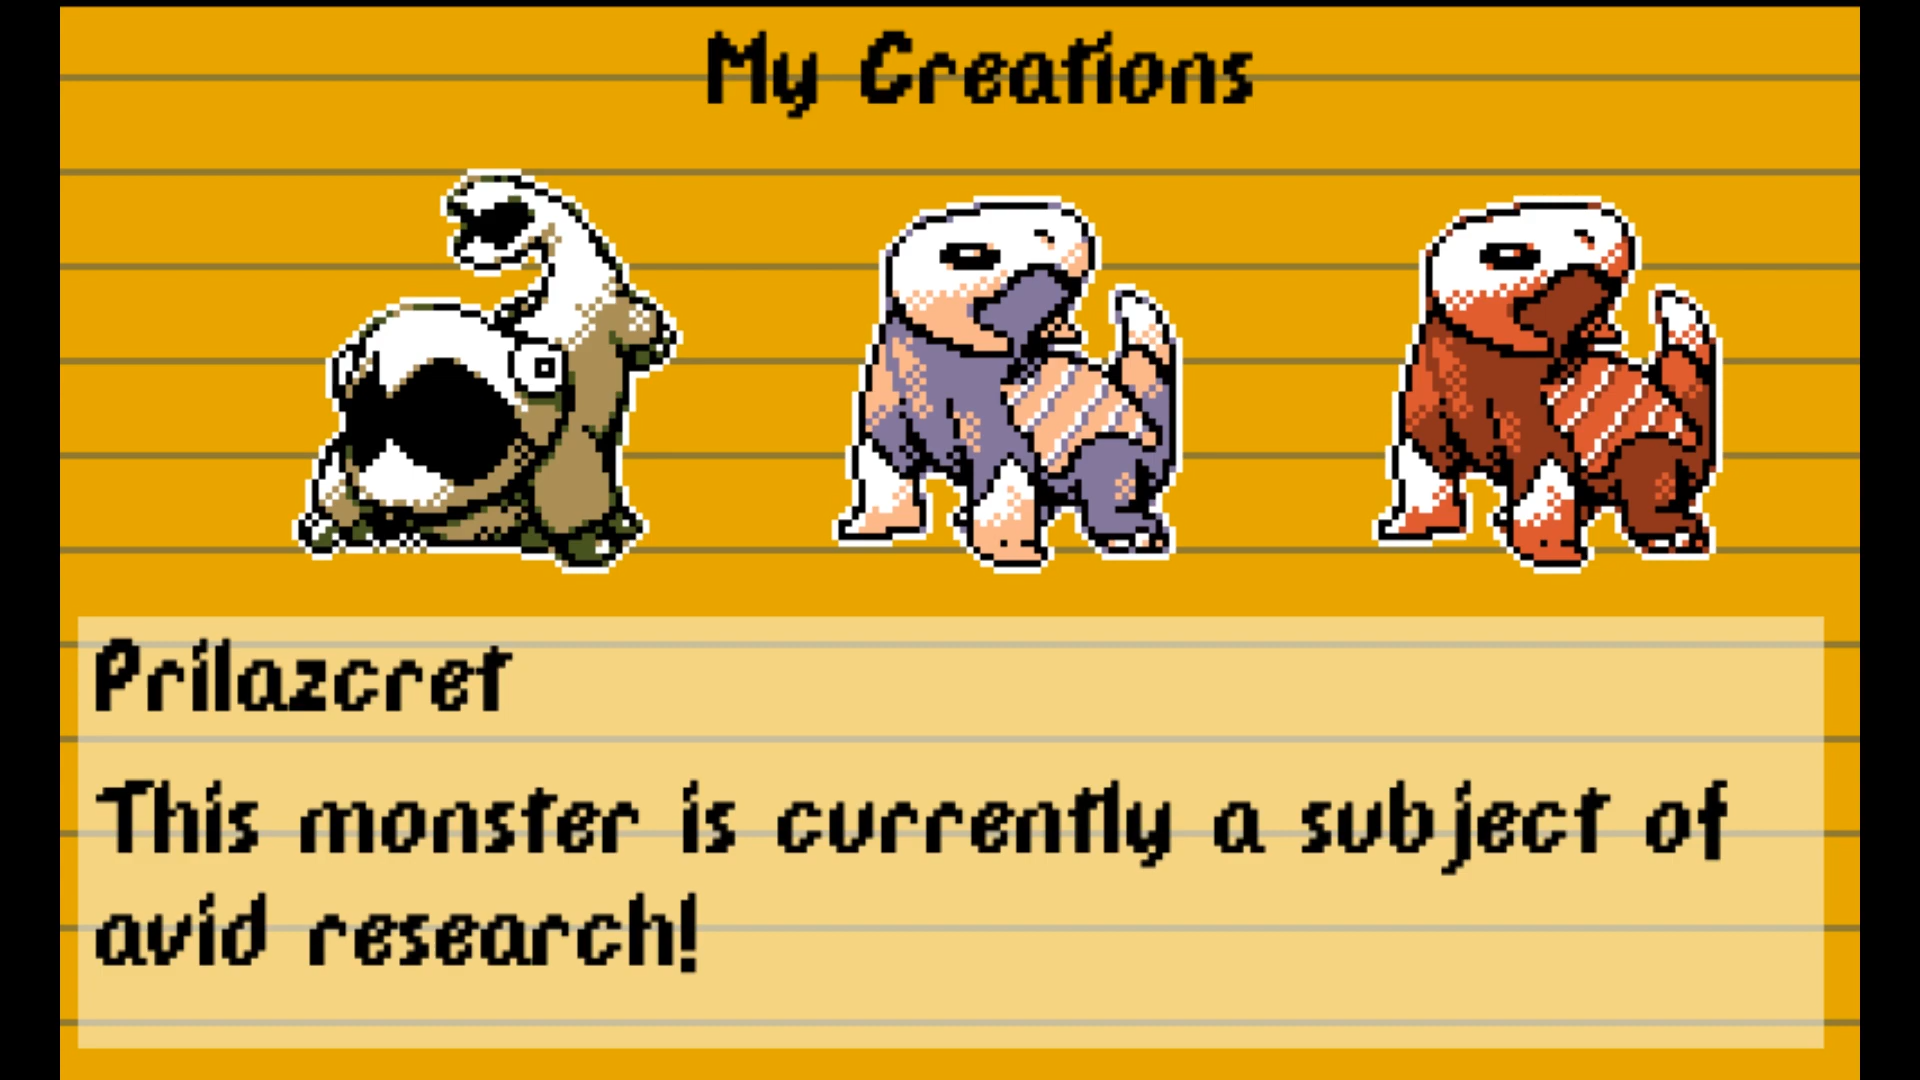 My Creations
Prilazcret
This monster is currently a subject of
avid research!